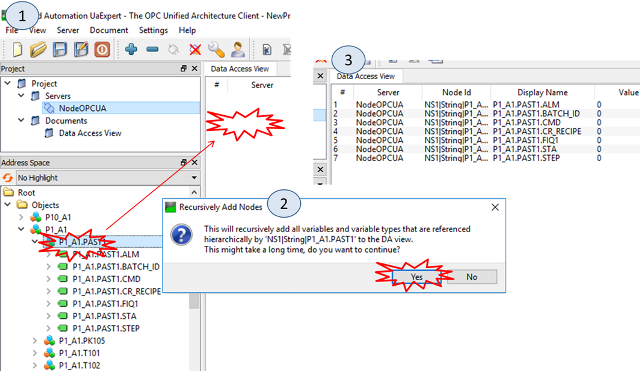 1
d Automation UaExpert - The OPC Unified Architecture Client - NewPr
File View Server Document Settings Help
Project
Project
Servers
NodeOPCUA
Documents
Data Access View
Address Space
No Highlight
Root
Objects
P10_A1
P1_A1
P1_A1.PAST
P1_A1.PAST1.ALM
P1_A1.PAST1.BATCH_ID
P1_A1.PAST1.CMD
P1_A1.PAST1.CR_RECIPE
P1_A1.PAST1.FIQ1
P1_A1.PAST1.STA
P1_A1.PAST1.STEP
P1_A1.PK105
P1_A1.T101
P1_A1.T102
Data Access View
# Server
2
Recursively Add Nodes
This will recursively add all variables and variable types that are referenced
hierarchically by 'NS1|String|P1_A1.PAST1' to the DA view.
This might take a long time, do you want to continue?
Yes No
3
Data Access View
# Server Node Id Display Name Value
1 NodeOPCUA NS1|String|P1_A... P1_A1.PAST1.ALM 0
2 NodeOPCUA NS1|String|P1_A... P1_A1.PAST1.BATCH_ID 0
3 NodeOPCUA NS1|String|P1_A... P1_A1.PAST1.CMD 0
4 NodeOPCUA NS1|String|P1_A... P1_A1.PAST1.CR_RECIPE 0
5 NodeOPCUA NS1|String|P1_A... P1_A1.PAST1.FIQ1 0
6 NodeOPCUA NS1|String|P1_A... P1_A1.PAST1.STA 0
7 NodeOPCUA NS1|String|P1_A... P1_A1.PAST1.STEP 0